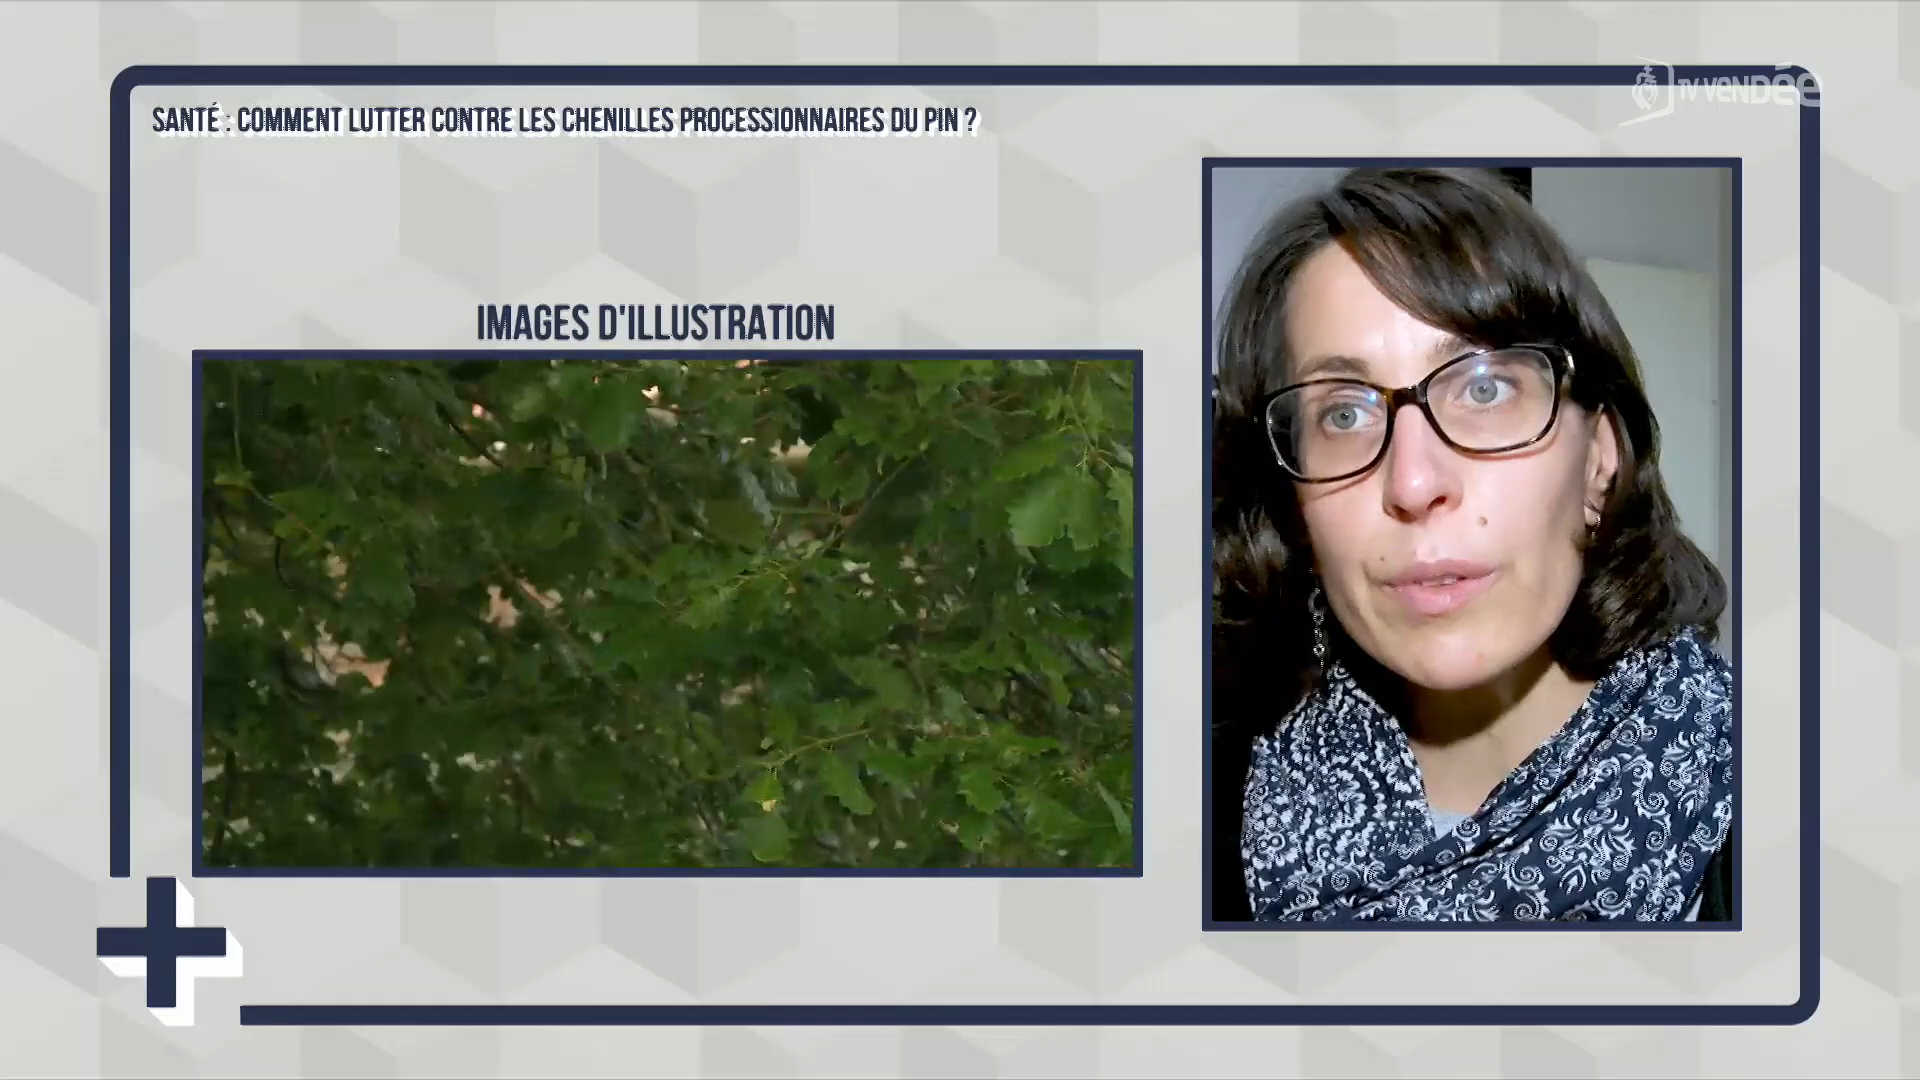 TV VENDÉE
SANTÉ : COMMENT LUTTER CONTRE LES CHENILLES PROCESSIONNAIRES DU PIN ?
IMAGES D'ILLUSTRATION